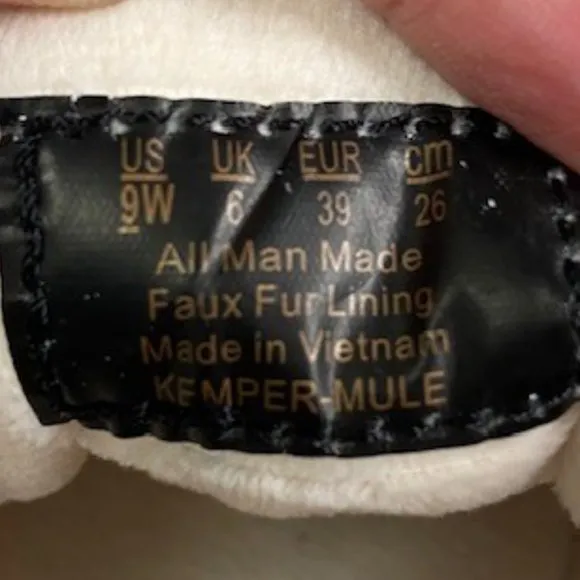 US UK EUR cm
9W 6 39 26
All Man Made
Faux Fur Lining
Made in Vietnam
KEMPER-MULE